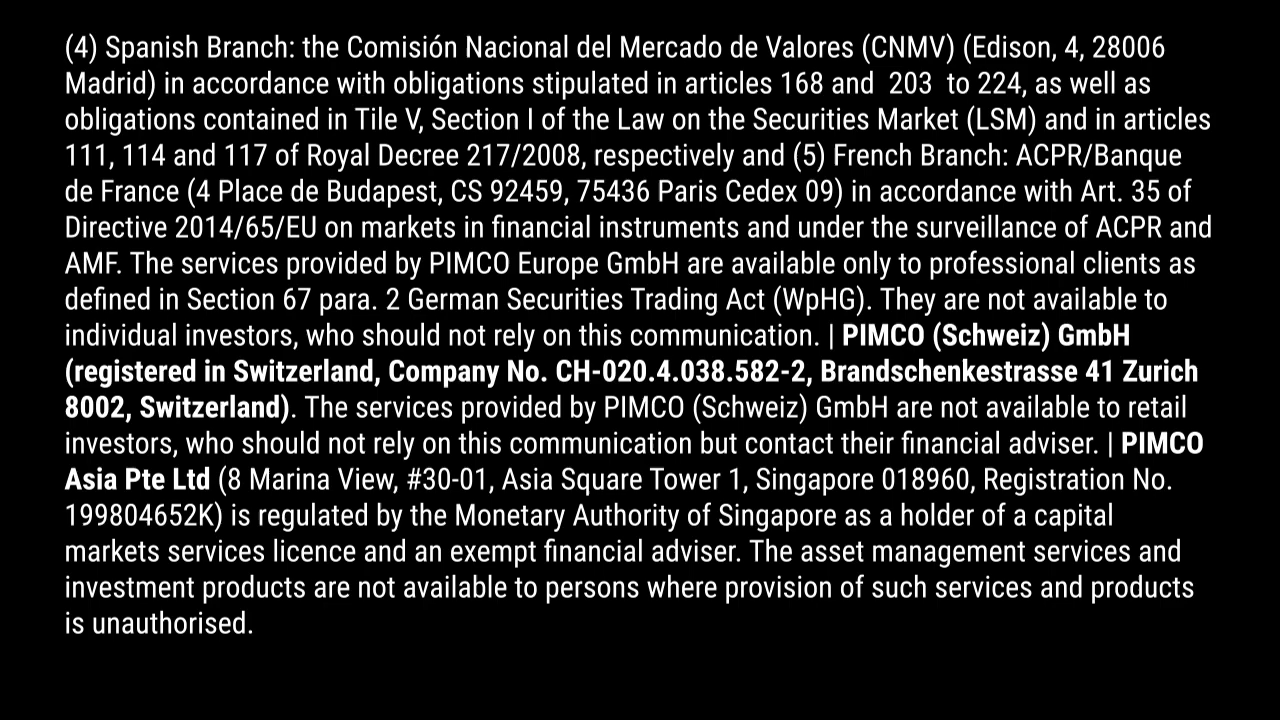 (4) Spanish Branch: the Comisión Nacional del Mercado de Valores (CNMV) (Edison, 4, 28006
Madrid) in accordance with obligations stipulated in articles 168 and  203  to 224, as well as
obligations contained in Tile V, Section I of the Law on the Securities Market (LSM) and in articles
111, 114 and 117 of Royal Decree 217/2008, respectively and (5) French Branch: ACPR/Banque
de France (4 Place de Budapest, CS 92459, 75436 Paris Cedex 09) in accordance with Art. 35 of
Directive 2014/65/EU on markets in financial instruments and under the surveillance of ACPR and
AMF. The services provided by PIMCO Europe GmbH are available only to professional clients as
defined in Section 67 para. 2 German Securities Trading Act (WpHG). They are not available to
individual investors, who should not rely on this communication. | PIMCO (Schweiz) GmbH
(registered in Switzerland, Company No. CH-020.4.038.582-2, Brandschenkestrasse 41 Zurich
8002, Switzerland). The services provided by PIMCO (Schweiz) GmbH are not available to retail
investors, who should not rely on this communication but contact their financial adviser. | PIMCO
Asia Pte Ltd (8 Marina View, #30-01, Asia Square Tower 1, Singapore 018960, Registration No.
199804652K) is regulated by the Monetary Authority of Singapore as a holder of a capital
markets services licence and an exempt financial adviser. The asset management services and
investment products are not available to persons where provision of such services and products
is unauthorised.